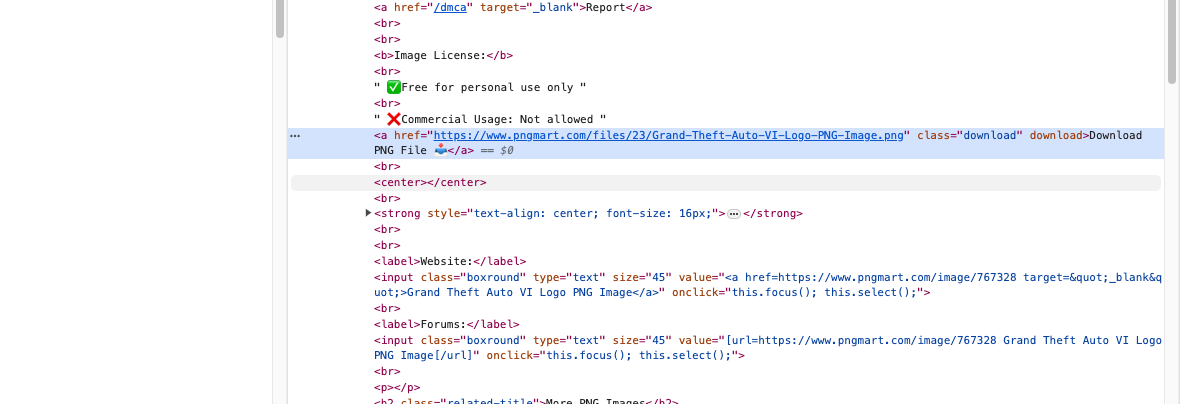 <a href="/dmca" target="_blank">Report</a>
<br>
<br>
<b>Image License:</b>
<br>
" ✅Free for personal use only "
<br>
" ❌Commercial Usage: Not allowed "
<a href="https://www.pngmart.com/files/23/Grand-Theft-Auto-VI-Logo-PNG-Image.png" class="download" download>Download
PNG File 📥</a> == $0
<br>
<center></center>
<br>
<strong style="text-align: center; font-size: 16px;">…</strong>
<br>
<br>
<label>Website:</label>
<input class="boxround" type="text" size="45" value="<a href=https://www.pngmart.com/image/767328 target=&quot;_blank&q
uot;>Grand Theft Auto VI Logo PNG Image</a>" onclick="this.focus(); this.select();">
<br>
<label>Forums:</label>
<input class="boxround" type="text" size="45" value="[url=https://www.pngmart.com/image/767328 Grand Theft Auto VI Logo
PNG Image[/url]" onclick="this.focus(); this.select();">
<br>
<p></p>
<h2 class="related-title">More PNG Images</h2>